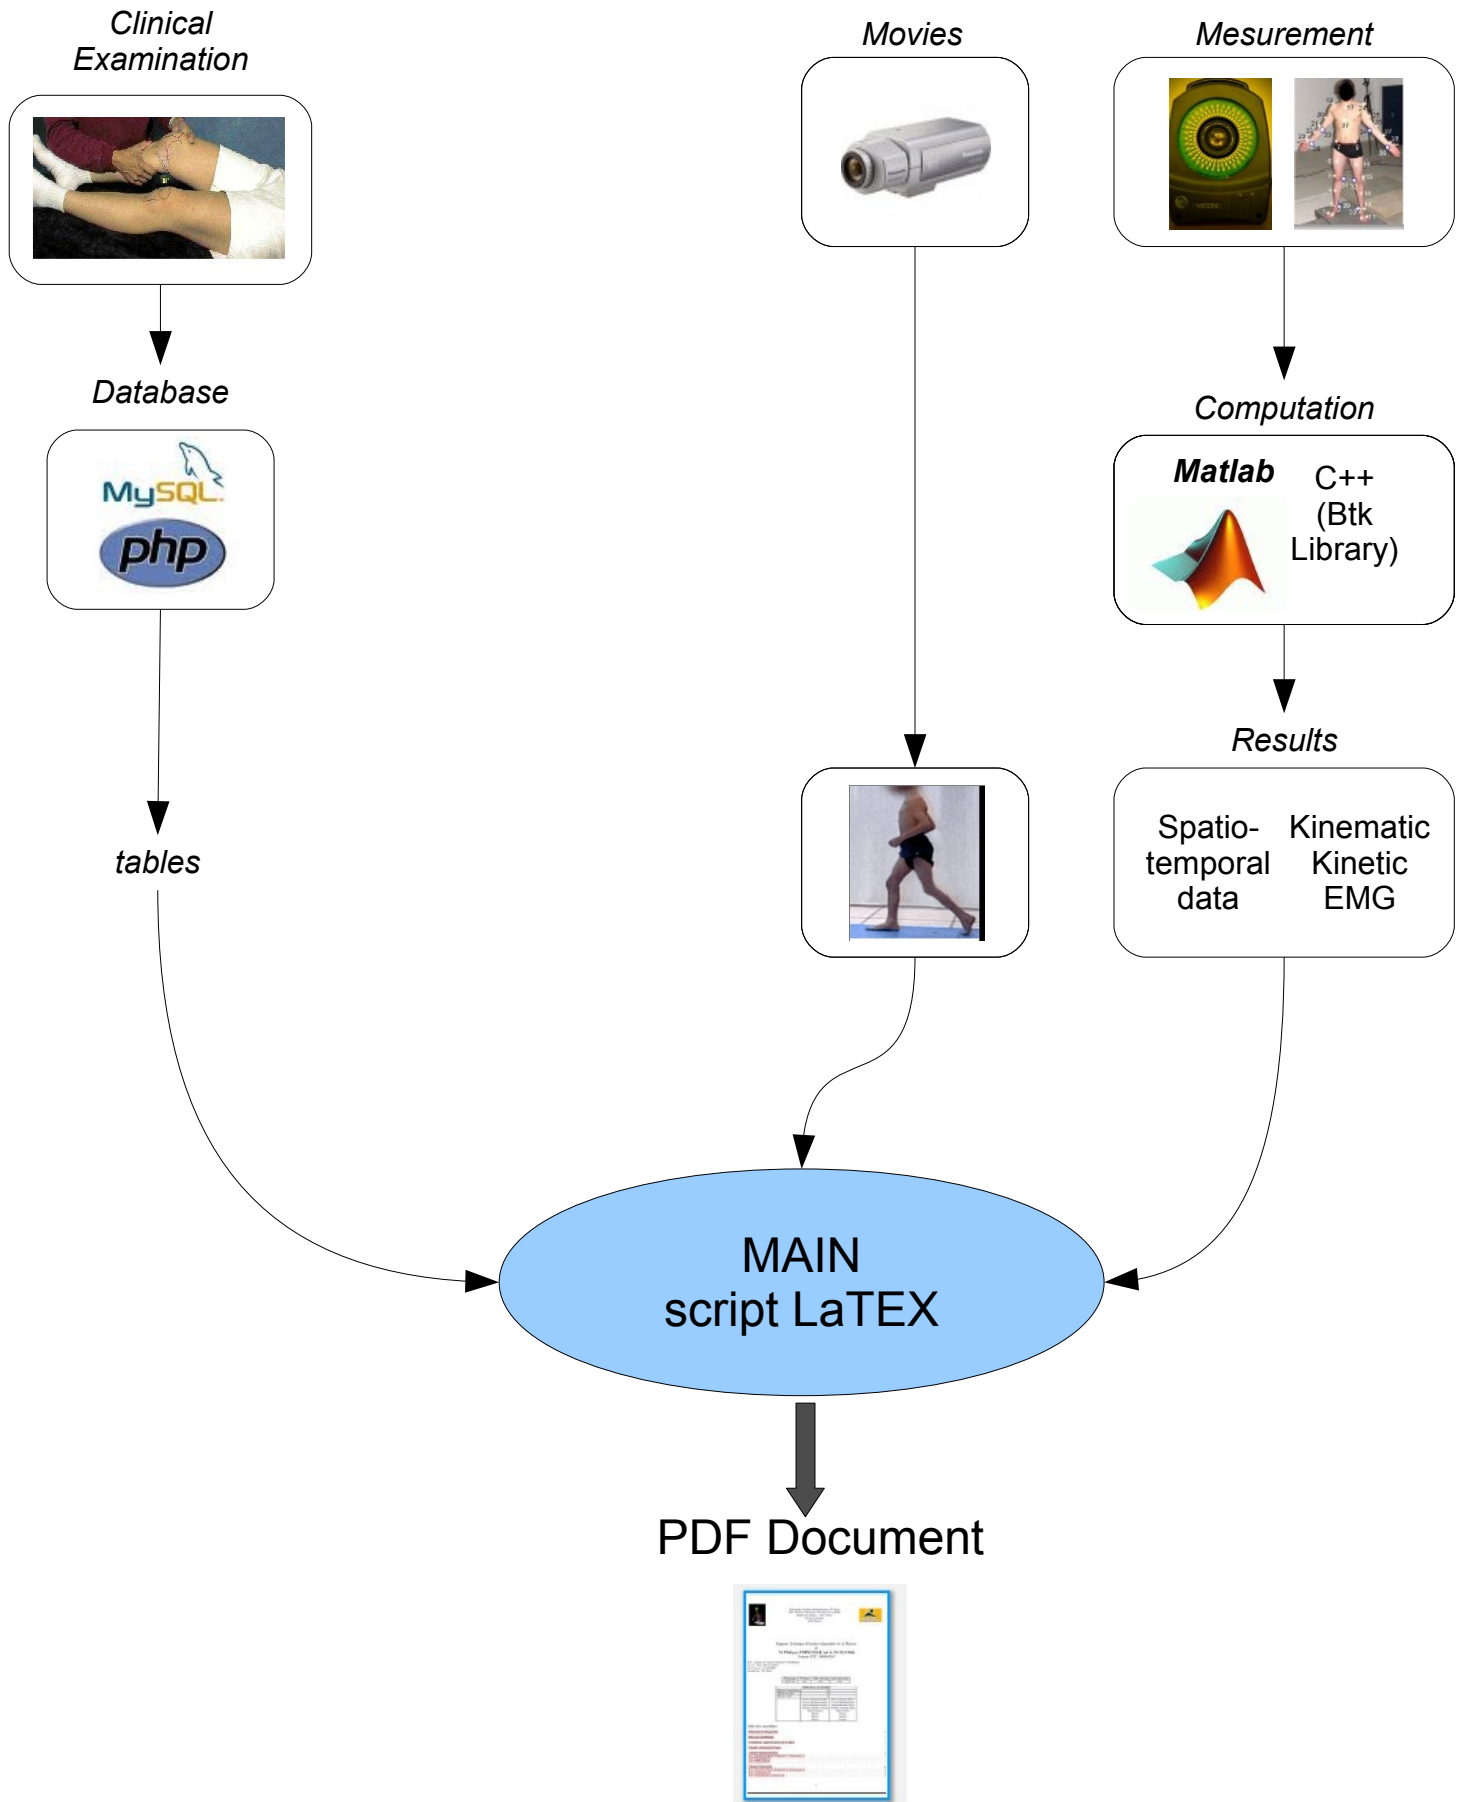 Clinical
Examination
Movies
Mesurement
VICON
Database
MySQL
php
Computation
Matlab
C++
(Btk
Library)
tables
Results
Spatio-
temporal
data
Kinematic
Kinetic
EMG
MAIN
script LaTEX
PDF Document